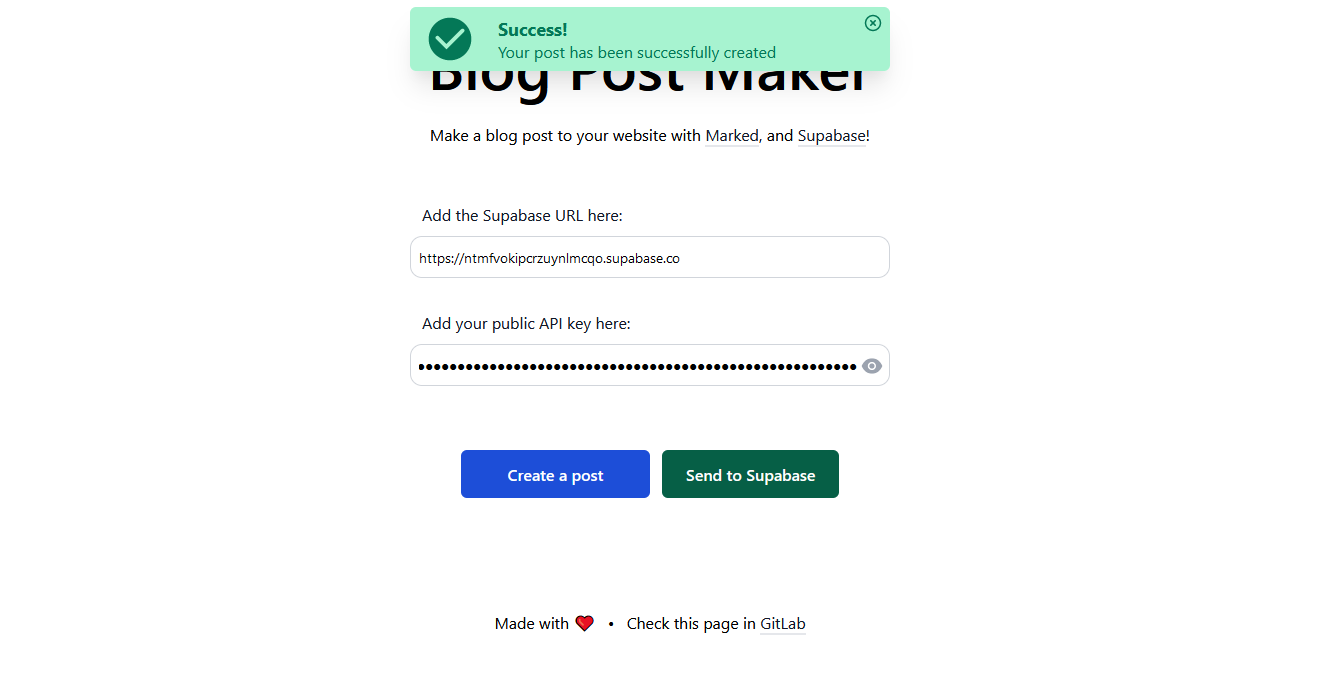 Success!
Your post has been successfully created
Blog Post Maker
Make a blog post to your website with Marked, and Supabase!
Add the Supabase URL here:
https://ntmfvokipcrzuynlmcqo.supabase.co
Add your public API key here:
Create a post
Send to Supabase
Made with • Check this page in GitLab